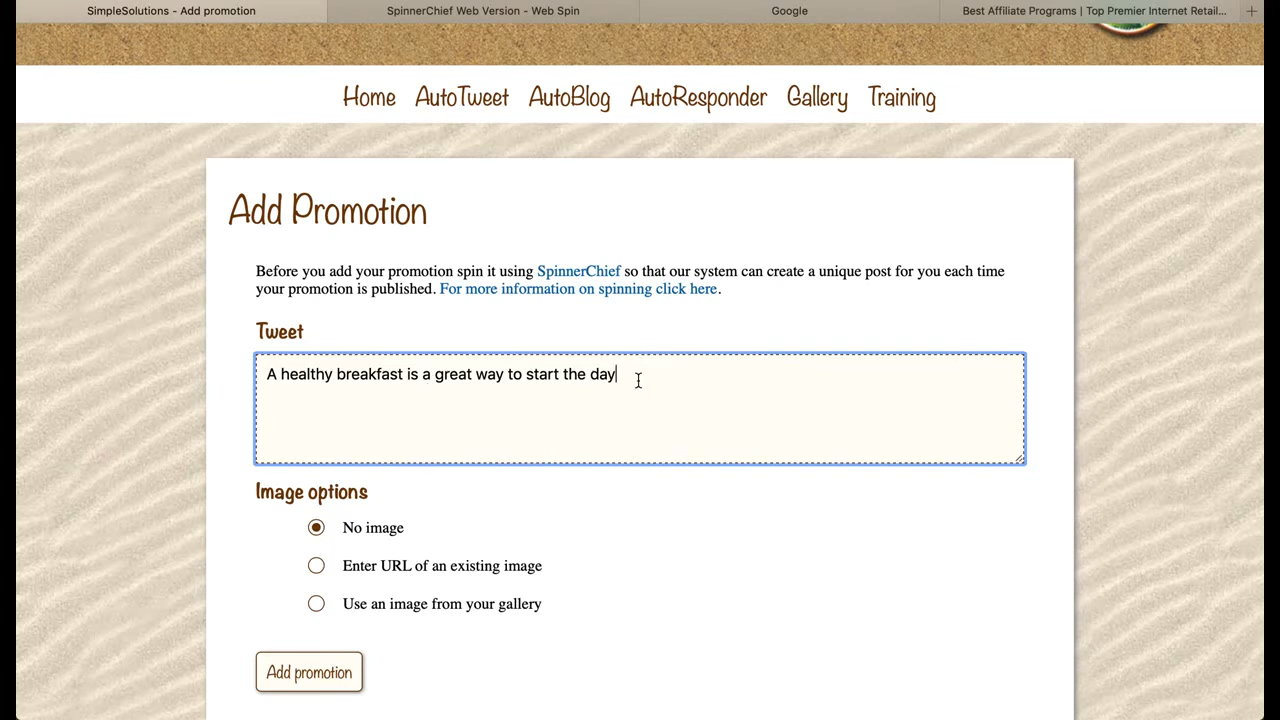 SimpleSolutions - Add promotion
SpinnerChief Web Version - Web Spin
Google
Best Affiliate Programs | Top Premier Internet Retail...
Home AutoTweet AutoBlog AutoResponder Gallery Training
Add Promotion
Before you add your promotion spin it using SpinnerChief so that our system can create a unique post for you each time
your promotion is published. For more information on spinning click here.
Tweet
A healthy breakfast is a great way to start the day
Image options
No image
Enter URL of an existing image
Use an image from your gallery
Add promotion